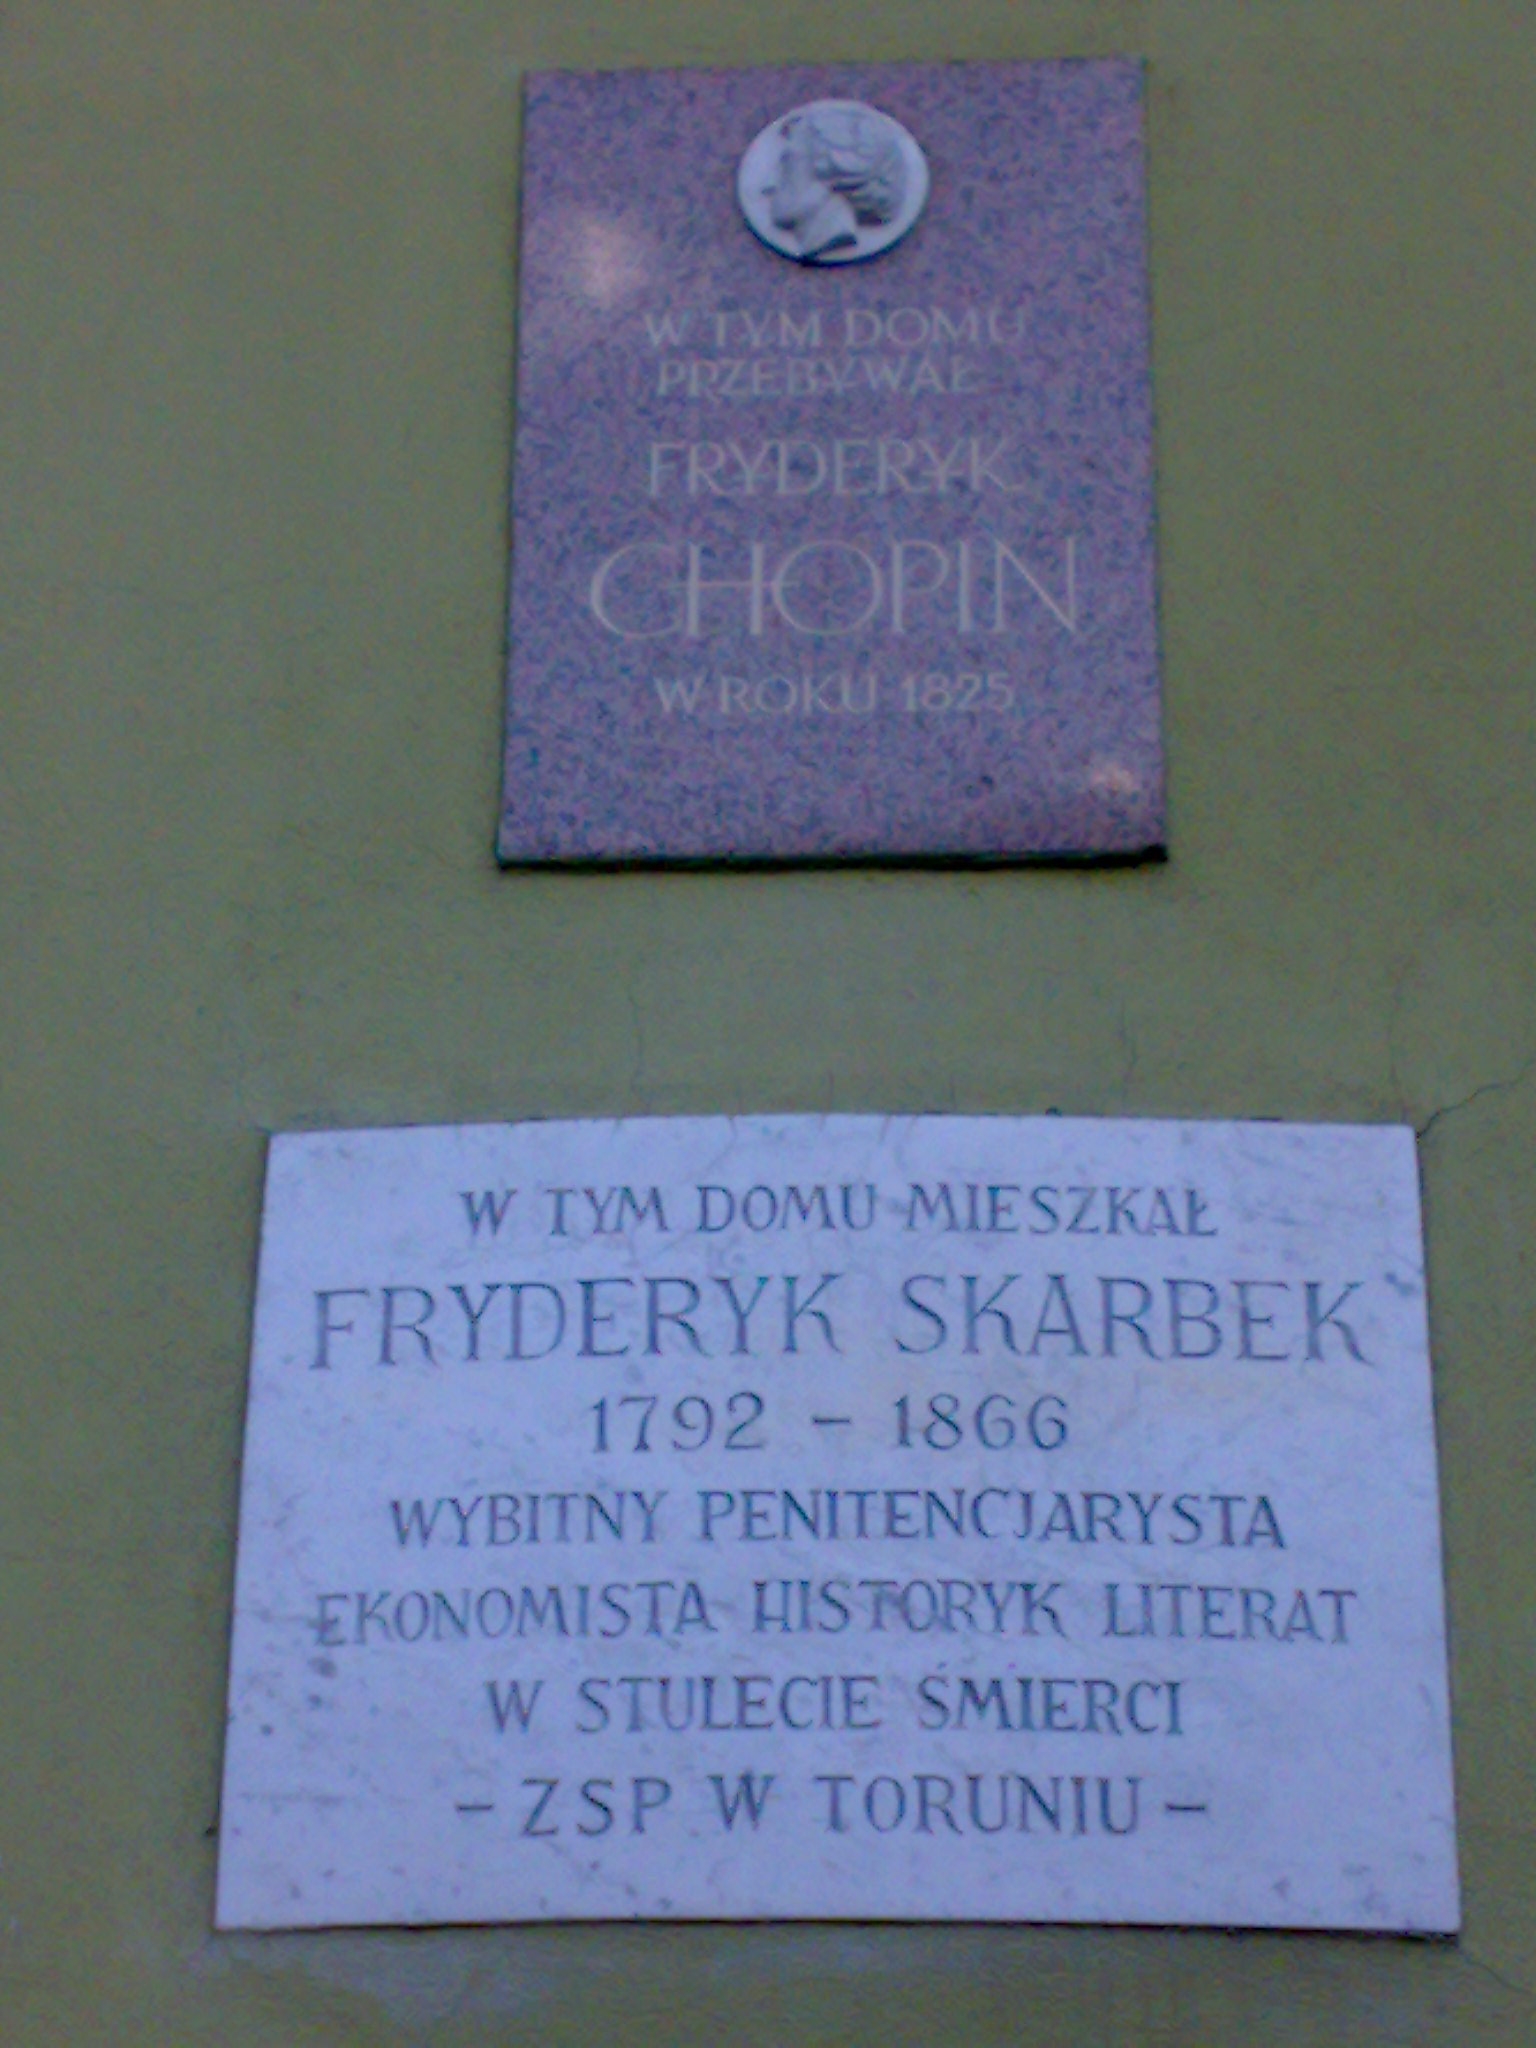 W TYM DOMU
PRZEBYWAŁ
FRYDERYK
CHOPIN
W ROKU 1825
W TYM DOMU MIESZKAŁ
FRYDERYK SKARBEK
1792 – 1866
WYBITNY PENITENCJARYSTA
EKONOMISTA HISTORYK LITERAT
W STULECIE ŚMIERCI
– ZSP W TORUNIU –